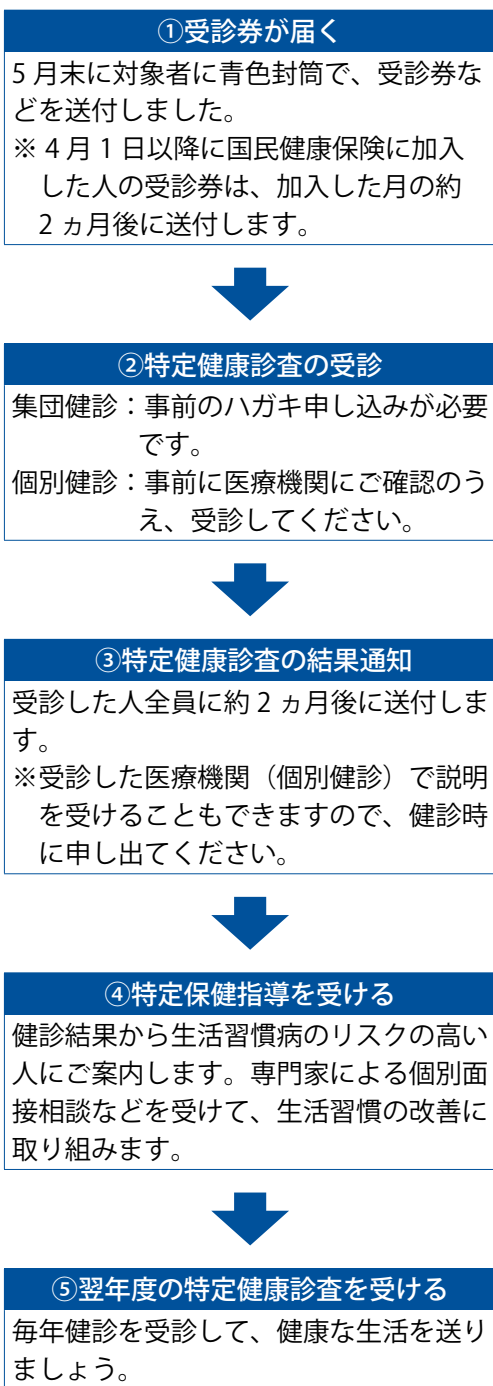 ①受診券が届く
5月末に対象者に青色封筒で、受診券な
どを送付しました。
※4月1日以降に国民健康保険に加入
した人の受診券は、加入した月の約
2ヵ月後に送付します。
②特定健康診査の受診
集団健診：事前のハガキ申し込みが必要
です。
個別健診：事前に医療機関にご確認のう
え、受診してください。
③特定健康診査の結果通知
受診した人全員に約2ヵ月後に送付しま
す。
※受診した医療機関（個別健診）で説明
を受けることもできますので、健診時
に申し出てください。
④特定保健指導を受ける
健診結果から生活習慣病のリスクの高い
人にご案内します。専門家による個別面
接相談などを受けて、生活習慣の改善に
取り組みます。
⑤翌年度の特定健康診査を受ける
毎年健診を受診して、健康な生活を送り
ましょう。